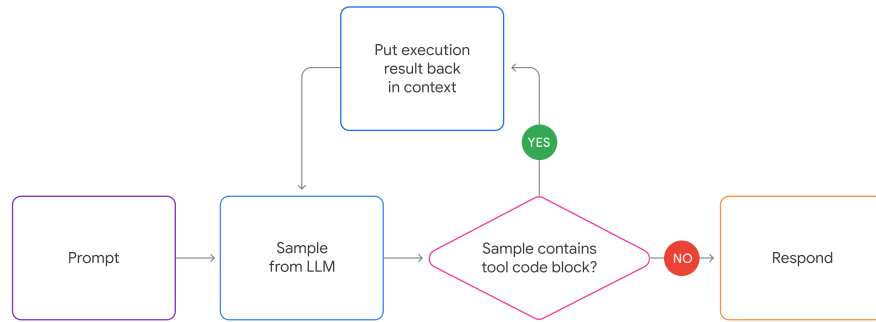 Put execution
result back
in context
YES
Prompt
Sample
from LLM
Sample contains
tool code block?
NO
Respond